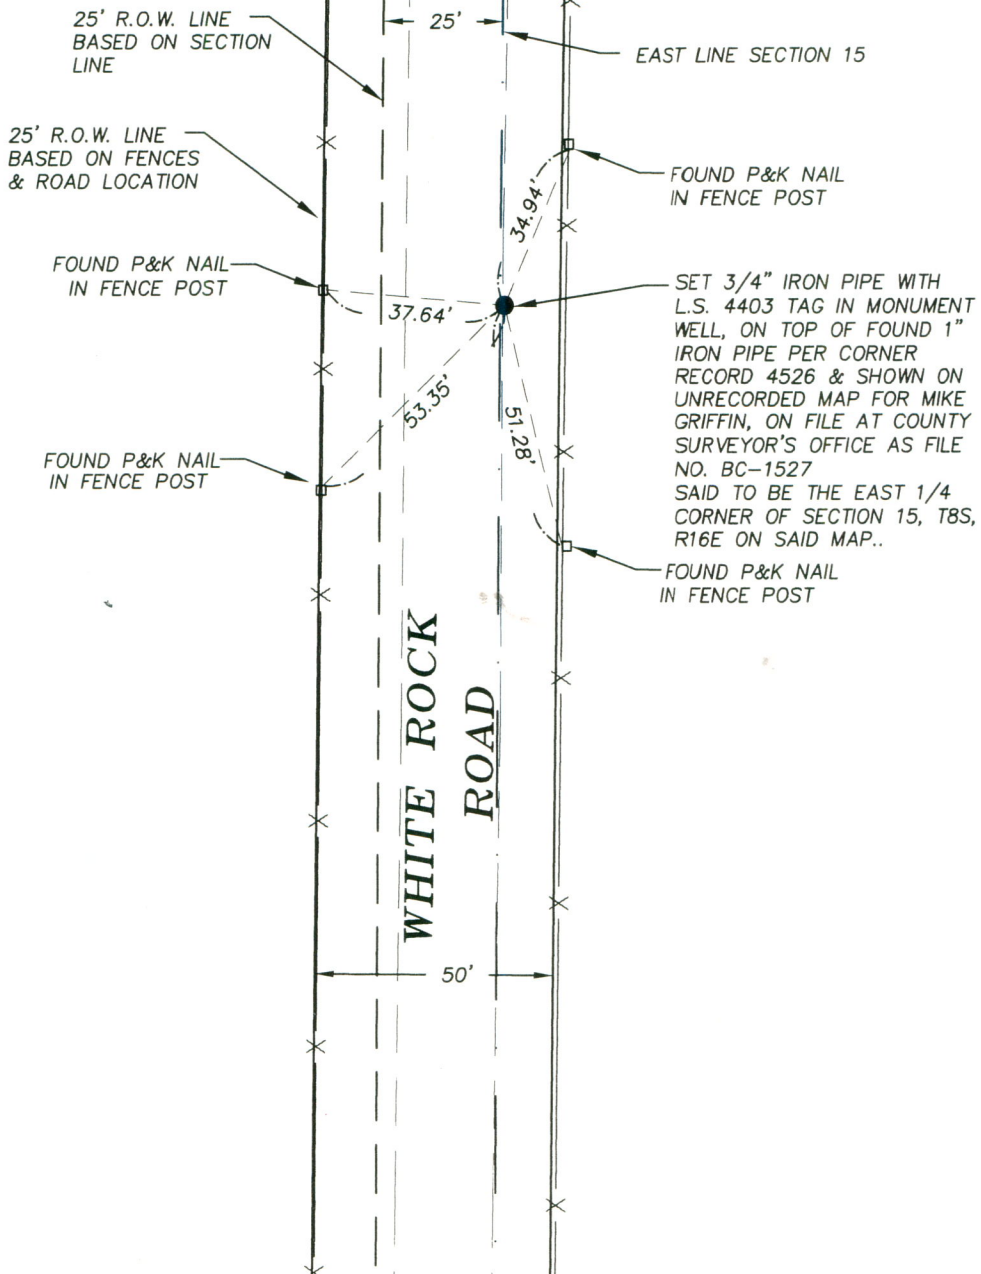 25' R.O.W. LINE
BASED ON SECTION
LINE
25'
EAST LINE SECTION 15
25' R.O.W. LINE
BASED ON FENCES
& ROAD LOCATION
FOUND P&K NAIL
IN FENCE POST
34.94'
FOUND P&K NAIL
IN FENCE POST
37.64'
SET 3/4" IRON PIPE WITH
L.S. 4403 TAG IN MONUMENT
WELL, ON TOP OF FOUND 1"
IRON PIPE PER CORNER
RECORD 4526 & SHOWN ON
UNRECORDED MAP FOR MIKE
GRIFFIN, ON FILE AT COUNTY
SURVEYOR'S OFFICE AS FILE
NO. BC-1527
SAID TO BE THE EAST 1/4
CORNER OF SECTION 15, T8S,
R16E ON SAID MAP..
53.35'
51.28'
FOUND P&K NAIL
IN FENCE POST
FOUND P&K NAIL
IN FENCE POST
WHITE ROCK
ROAD
50'